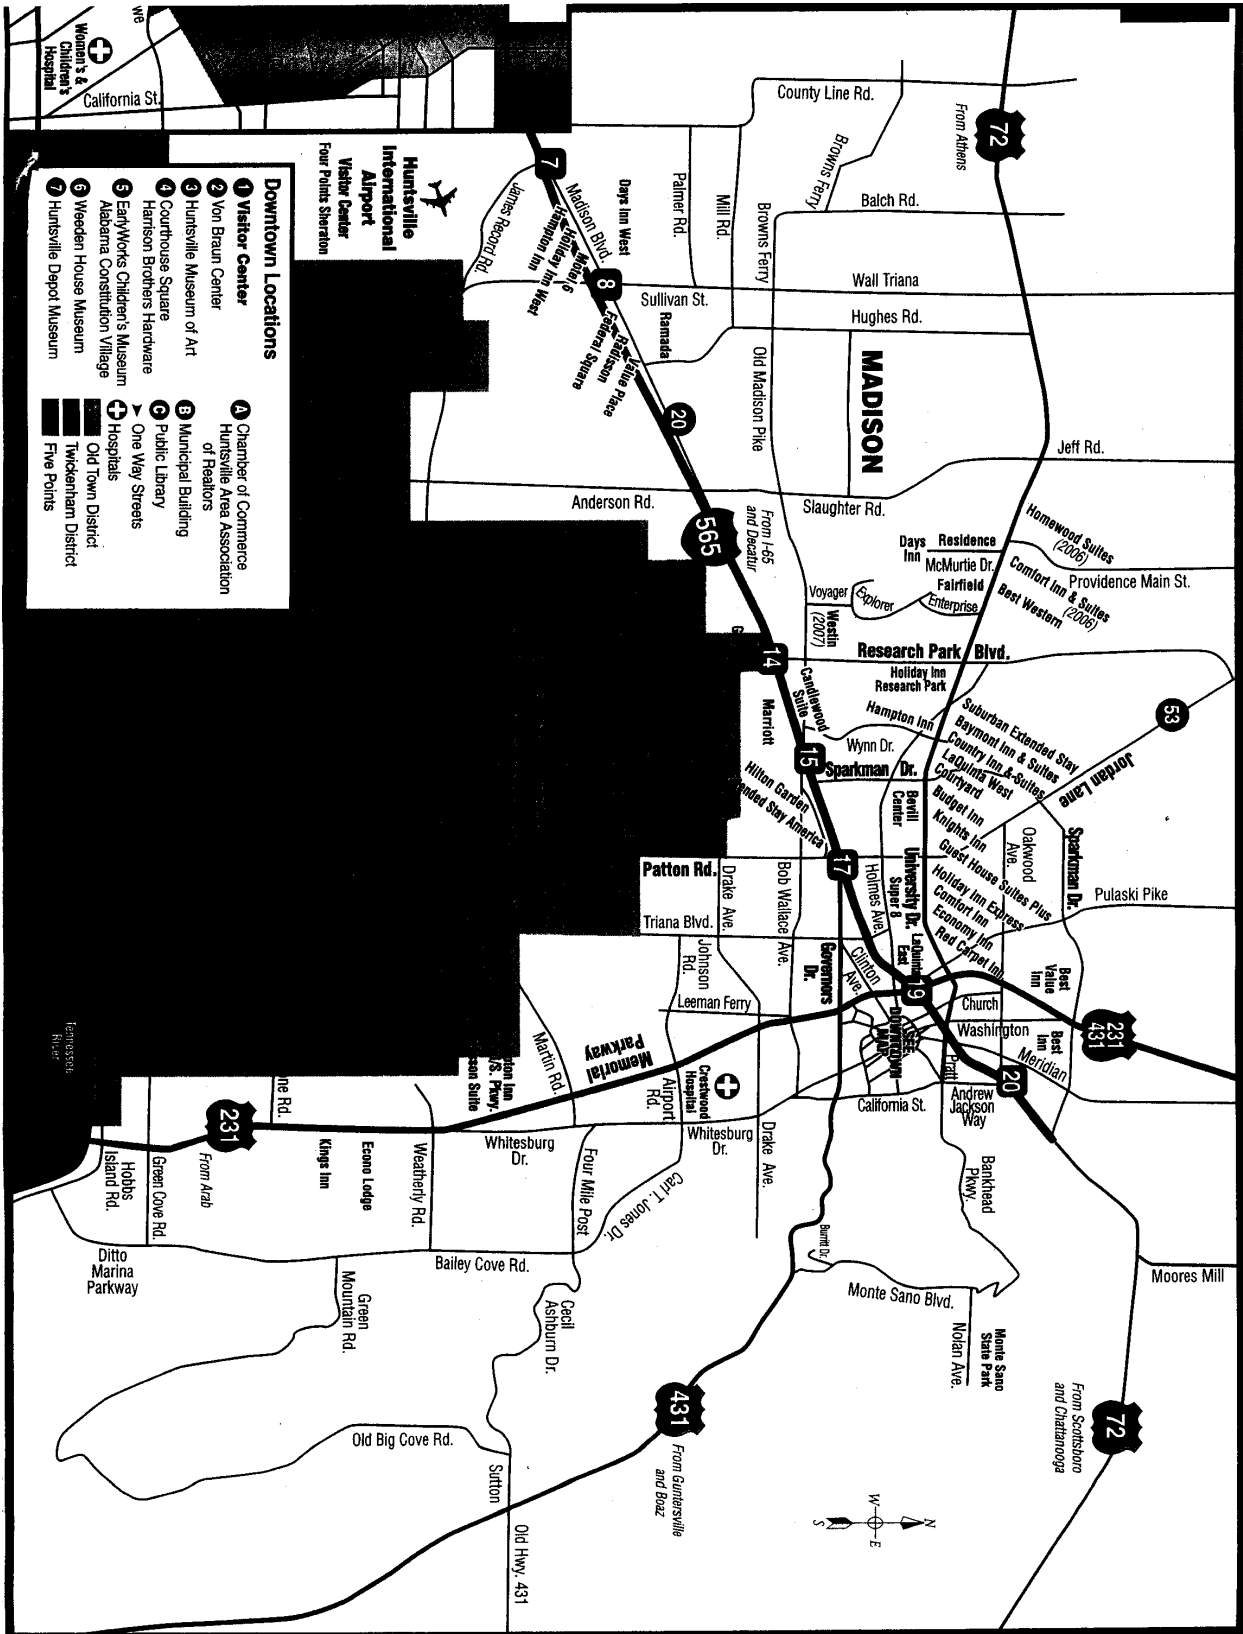 72
From Athens
County Line Rd.
Browns Ferry
Balch Rd.
Wall Triana
Hughes Rd.
MADISON
Jeff Rd.
Palmer Rd.
Mill Rd.
Browns Ferry
Old Madison Pike
Sullivan St.
Ramada
Days Inn West
Madison Blvd.
7
Hampton Inn
Holiday Inn West
Motel 6
8
Federal Square
Radisson
Value Place
20
James Record Rd.
Huntsville
International
Airport
Visitor Center
Four Points Sheraton
Women's &
Children's
Hospital
California St.
we
Anderson Rd.
Slaughter Rd.
565
From I-65
and Decatur
Homewood Suites
(2006)
Residence
Days
Inn
McMurtie Dr.
Fairfield
Providence Main St.
Comfort Inn & Suites
(2006)
Best Western
Voyager
Explorer
Enterprise
Westin
(2007)
Research Park Blvd.
14
Holiday Inn
Research Park
53
Jordan Lane
Candlewood
Suite
Marriott
Hampton Inn
Wynn Dr.
15
Sparkman Dr.
Suburban Extended Stay
Baymont Inn & Suites
Country Inn & Suites
LaQuinta West
Courtyard
Budget Inn
Knights Inn
Guest House Suites Plus
Holiday Inn Express
Comfort Inn
Economy Inn
Red Carpet Inn
Bevill
Center
Hilton Garden
ended Stay America
17
University Dr.
Super 8
LaQuinta
East
Oakwood
Ave.
Sparkman Dr.
Pulaski Pike
Patton Rd.
Drake Ave.
Bob Wallace Ave.
Holmes Ave.
Triana Blvd.
Johnson
Rd.
Governors
Dr.
Clinton
Ave.
19
Best
Value
Inn
Leeman Ferry
Church
Washington
Best
Inn
231
431
Meridian
SEE
DOWNTOWN
MAP
Pratt
20
Andrew
Jackson
Way
California St.
Memorial
Parkway
Martin Rd.
Crestwood
Hospital
Airport
Rd.
Whitesburg
Dr.
Drake Ave.
Whitesburg
Dr.
Four Mile Post
Carl T. Jones Dr.
Weatherly Rd.
Econo Lodge
Kings Inn
231
From Arab
Green Cove Rd.
Hobbs
Island Rd.
Ditto
Marina
Parkway
Tennessee
River
Bailey Cove Rd.
Green
Mountain Rd.
Cecil
Ashburn Dr.
Bankhead
Pkwy.
Burritt Dr.
Monte Sano Blvd.
Nolan Ave.
Monte Sano
State Park
Moores Mill
72
From Scottsboro
and Chattanooga
431
From Guntersville
and Boaz
Old Big Cove Rd.
Sutton
Old Hwy. 431
N
W
E
S
Downtown Locations
1 Visitor Center
2 Von Braun Center
3 Huntsville Museum of Art
4 Courthouse Square
Harrison Brothers Hardware
5 EarlyWorks Children's Museum
Alabama Constitution Village
6 Weeden House Museum
7 Huntsville Depot Museum
A Chamber of Commerce
Huntsville Area Association
of Realtors
B Municipal Building
C Public Library
One Way Streets
Hospitals
Old Town District
Twickenham District
Five Points